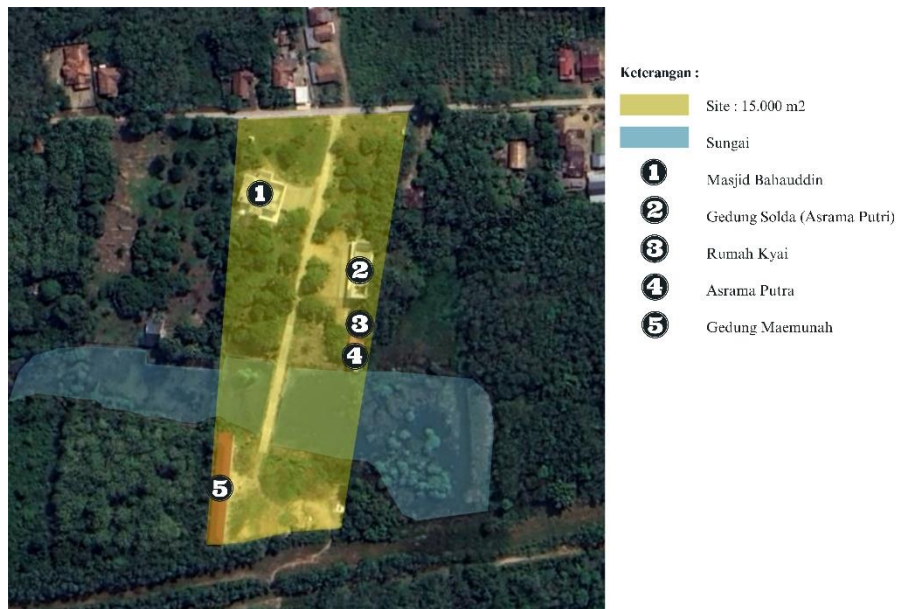 Keterangan :
Site : 15.000 m2
Sungai
1 Masjid Bahauddin
2 Gedung Solda (Asrama Putri)
3 Rumah Kyai
4 Asrama Putra
5 Gedung Maemunah
1
2
3
4
5